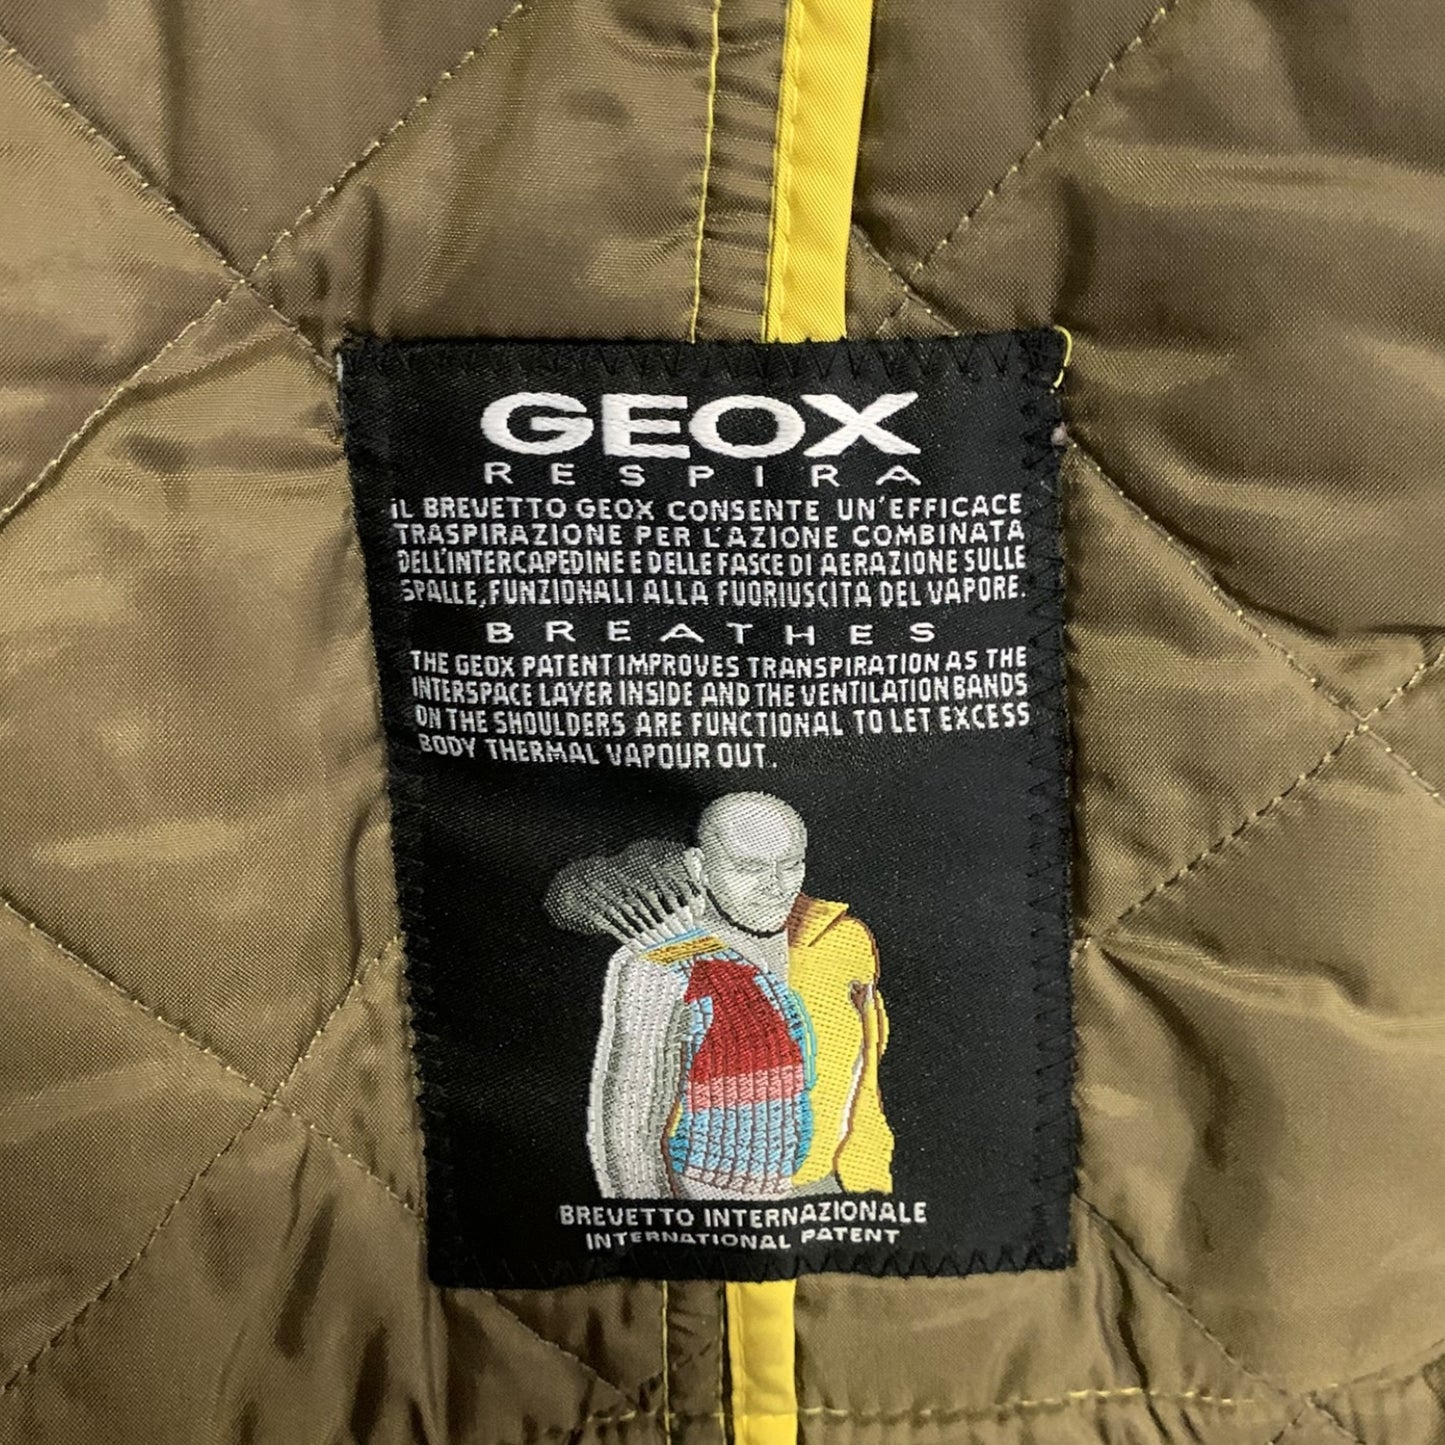 GEOX
RESPIRA
IL BREVETTO GEOX CONSENTE UN'EFFICACE
TRASPIRAZIONE PER L'AZIONE COMBINATA
DELL'INTERCAPEDINE E DELLE FASCE DI AERAZIONE SULLE
SPALLE, FUNZIONALI ALLA FUORIUSCITA DEL VAPORE.
BREATHES
THE GEOX PATENT IMPROVES TRANSPIRATION AS THE
INTERSPACE LAYER INSIDE AND THE VENTILATION BANDS
ON THE SHOULDERS ARE FUNCTIONAL TO LET EXCESS
BODY THERMAL VAPOUR OUT.
BREVETTO INTERNAZIONALE
INTERNATIONAL PATENT